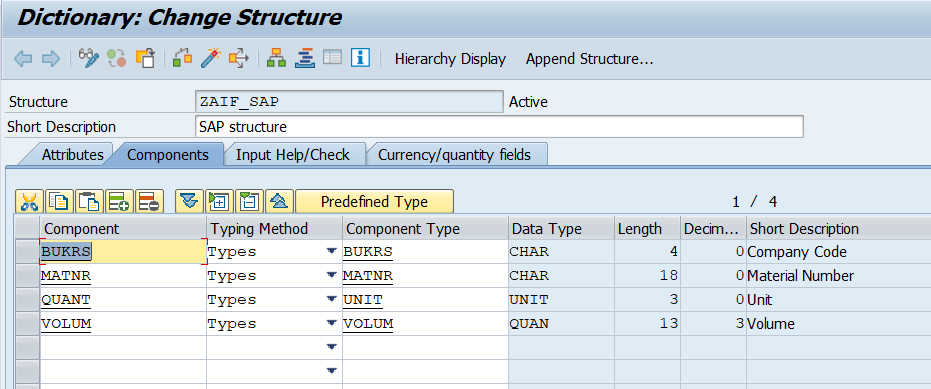 Dictionary: Change Structure
Hierarchy Display Append Structure...
Structure ZAIF_SAP Active
Short Description SAP structure
Attributes Components Input Help/Check Currency/quantity fields
Predefined Type 1 / 4
Component Typing Method Component Type Data Type Length Decim... Short Description
BUKRS Types BUKRS CHAR 4 0 Company Code
MATNR Types MATNR CHAR 18 0 Material Number
QUANT Types UNIT UNIT 3 0 Unit
VOLUM Types VOLUM QUAN 13 3 Volume